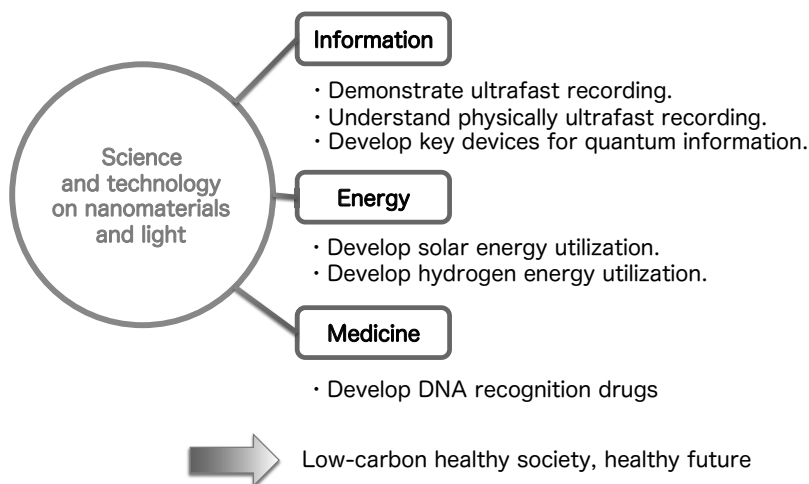 Information
· Demonstrate ultrafast recording.
· Understand physically ultrafast recording.
· Develop key devices for quantum information.
Science
and technology
on nanomaterials
and light
Energy
· Develop solar energy utilization.
· Develop hydrogen energy utilization.
Medicine
· Develop DNA recognition drugs
Low-carbon healthy society, healthy future